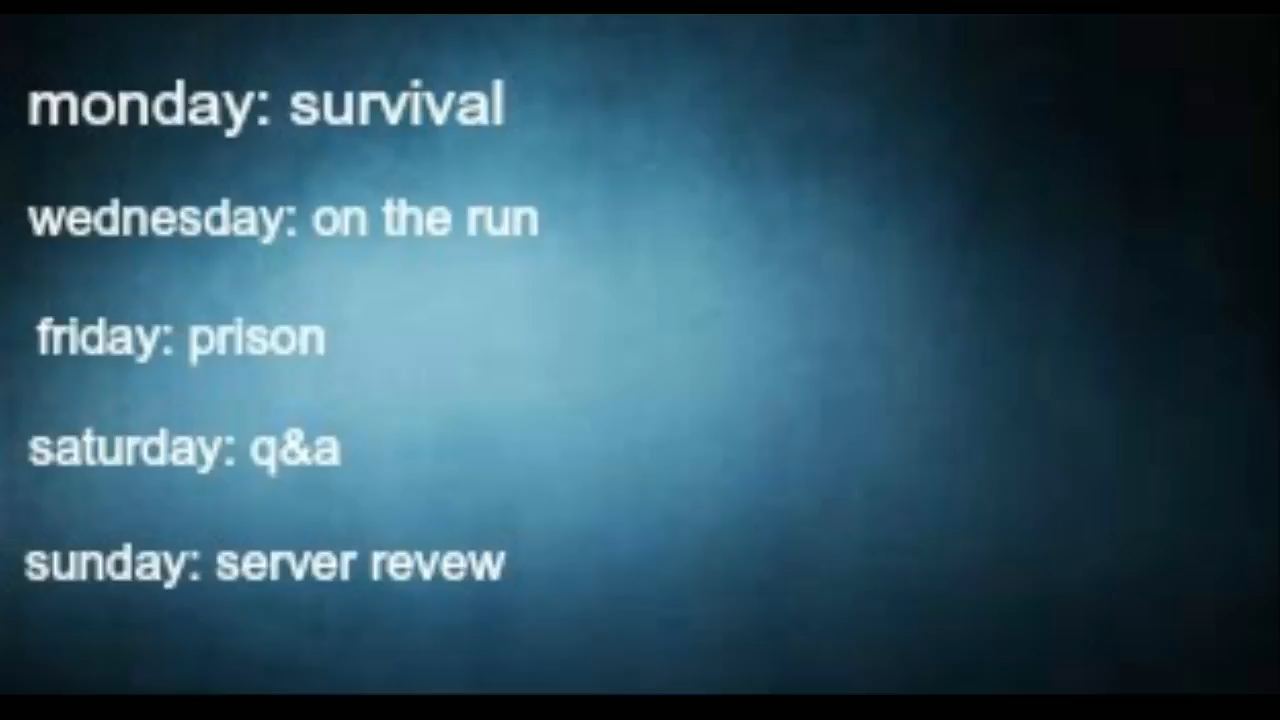 monday: survival
wednesday: on the run
friday: prison
saturday: q&a
sunday: server revew